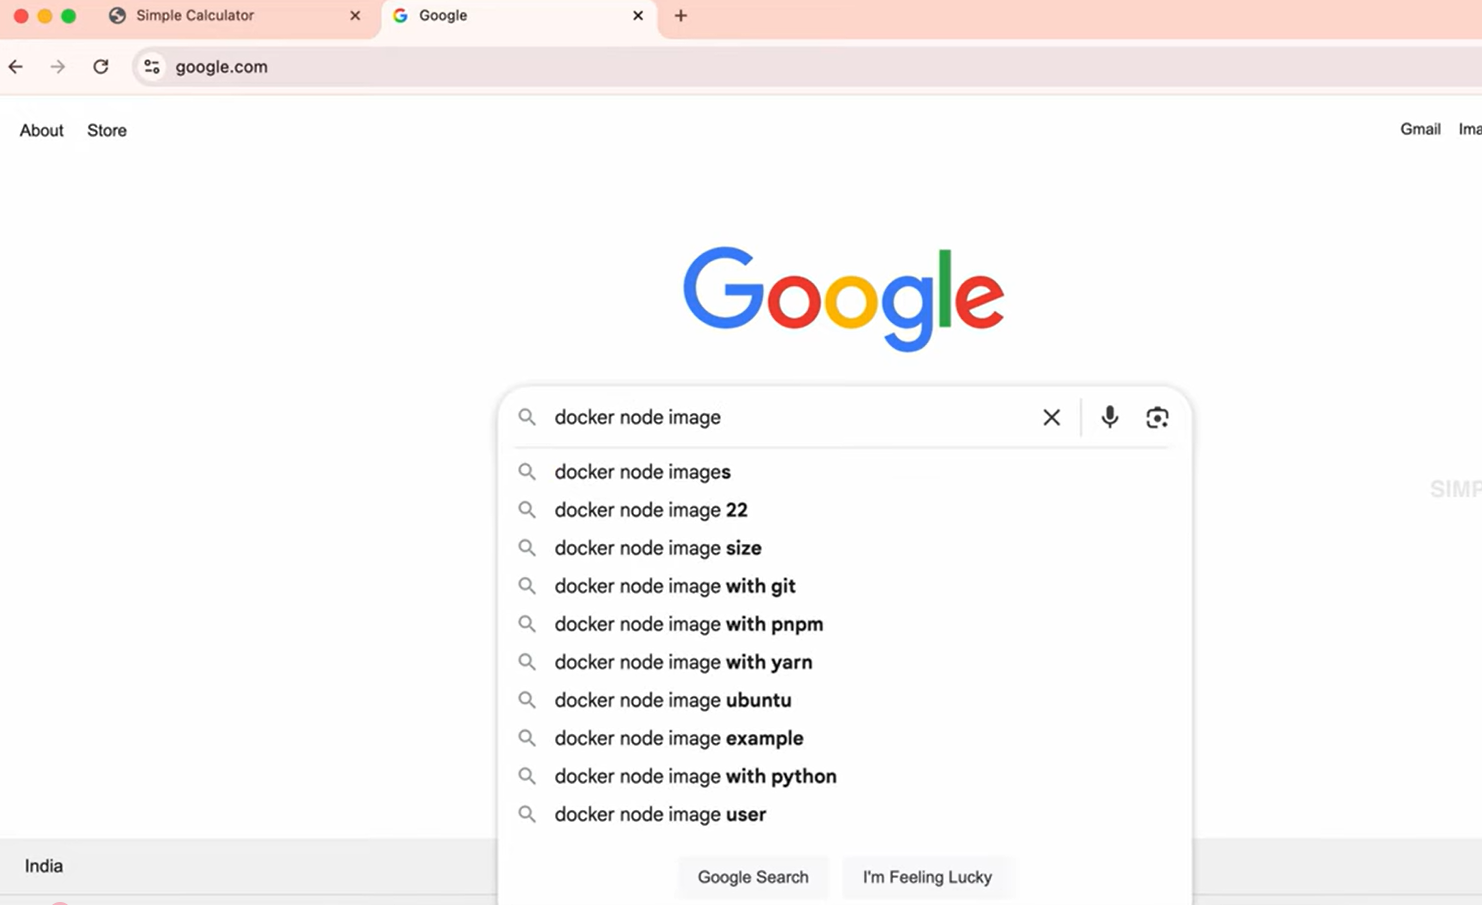 Simple Calculator
Google
google.com
About Store
Gmail
Google
docker node image
docker node images
docker node image 22
docker node image size
docker node image with git
docker node image with pnpm
docker node image with yarn
docker node image ubuntu
docker node image example
docker node image with python
docker node image user
India
Google Search I'm Feeling Lucky